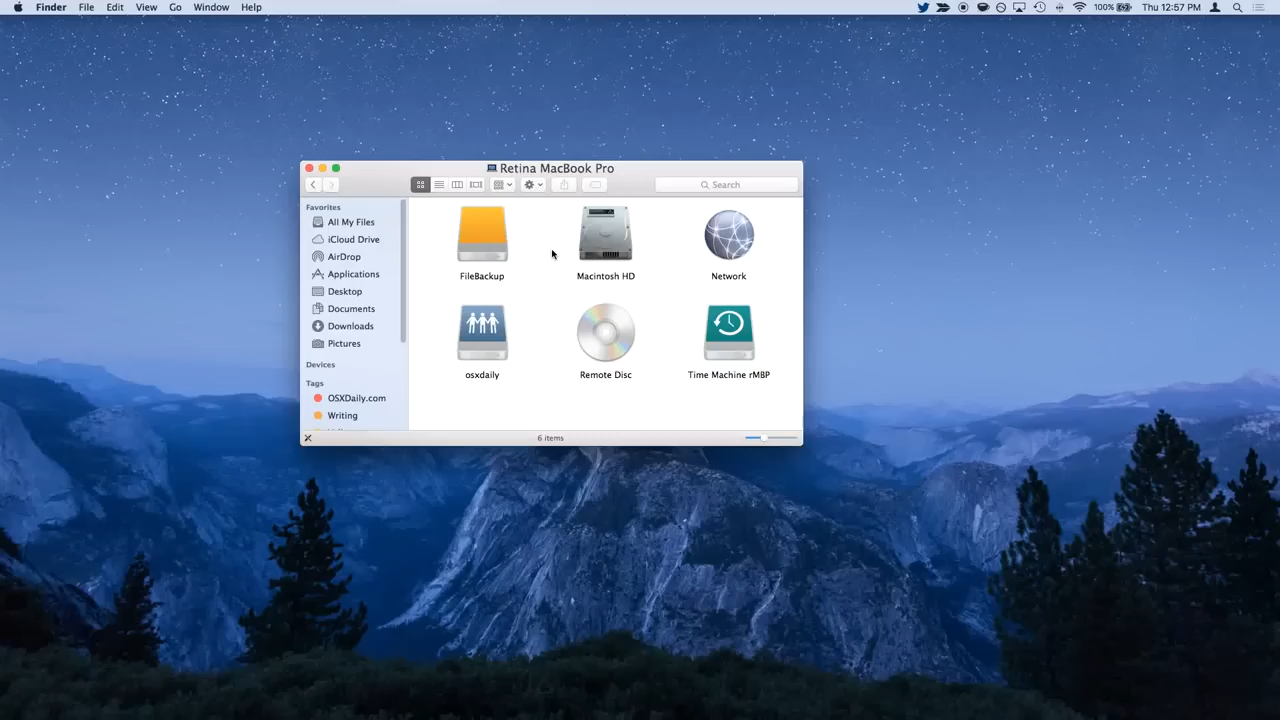 Finder File Edit View Go Window Help 100% Thu 12:57 PM
Retina MacBook Pro
Search
Favorites
All My Files
iCloud Drive
AirDrop
Applications
Desktop
Documents
Downloads
Pictures
Devices
Tags
OSXDaily.com
Writing
FileBackup Macintosh HD Network
osxdaily Remote Disc Time Machine rMBP
6 items